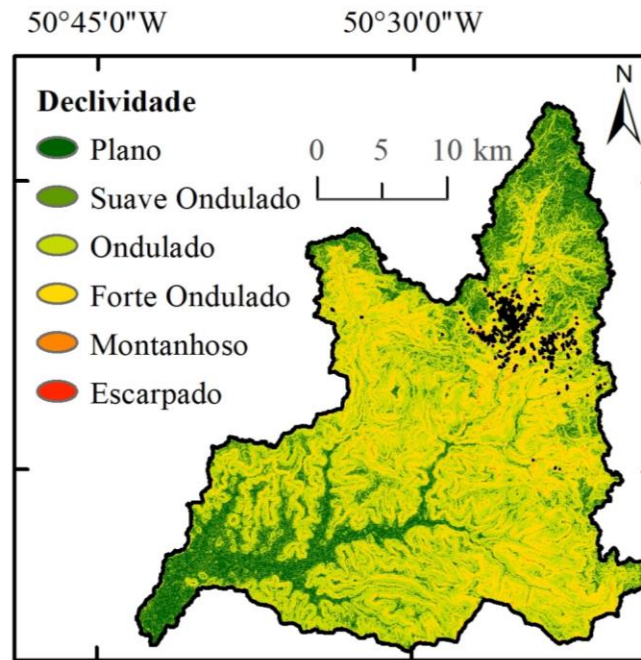 50°45'0"W 50°30'0"W
Declividade
N
Plano
0 5 10 km
Suave Ondulado
Ondulado
Forte Ondulado
Montanhoso
Escarpado